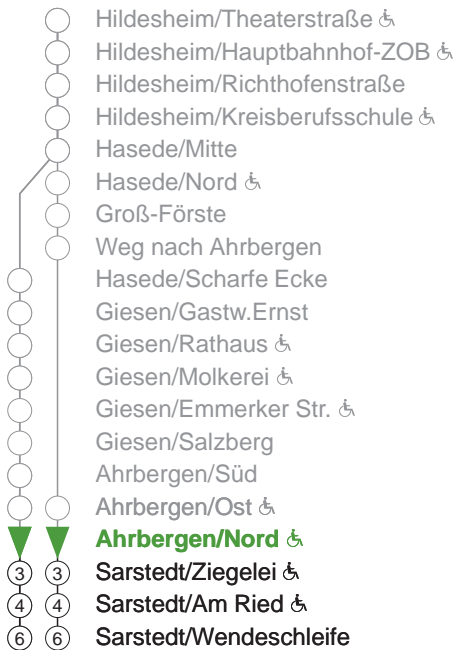 Hildesheim/Theaterstraße
Hildesheim/Hauptbahnhof-ZOB
Hildesheim/Richthofenstraße
Hildesheim/Kreisberufsschule
Hasede/Mitte
Hasede/Nord
Groß-Förste
Weg nach Ahrbergen
Hasede/Scharfe Ecke
Giesen/Gastw.Ernst
Giesen/Rathaus
Giesen/Molkerei
Giesen/Emmerker Str.
Giesen/Salzberg
Ahrbergen/Süd
Ahrbergen/Ost
Ahrbergen/Nord
3 3 Sarstedt/Ziegelei
4 4 Sarstedt/Am Ried
6 6 Sarstedt/Wendeschleife